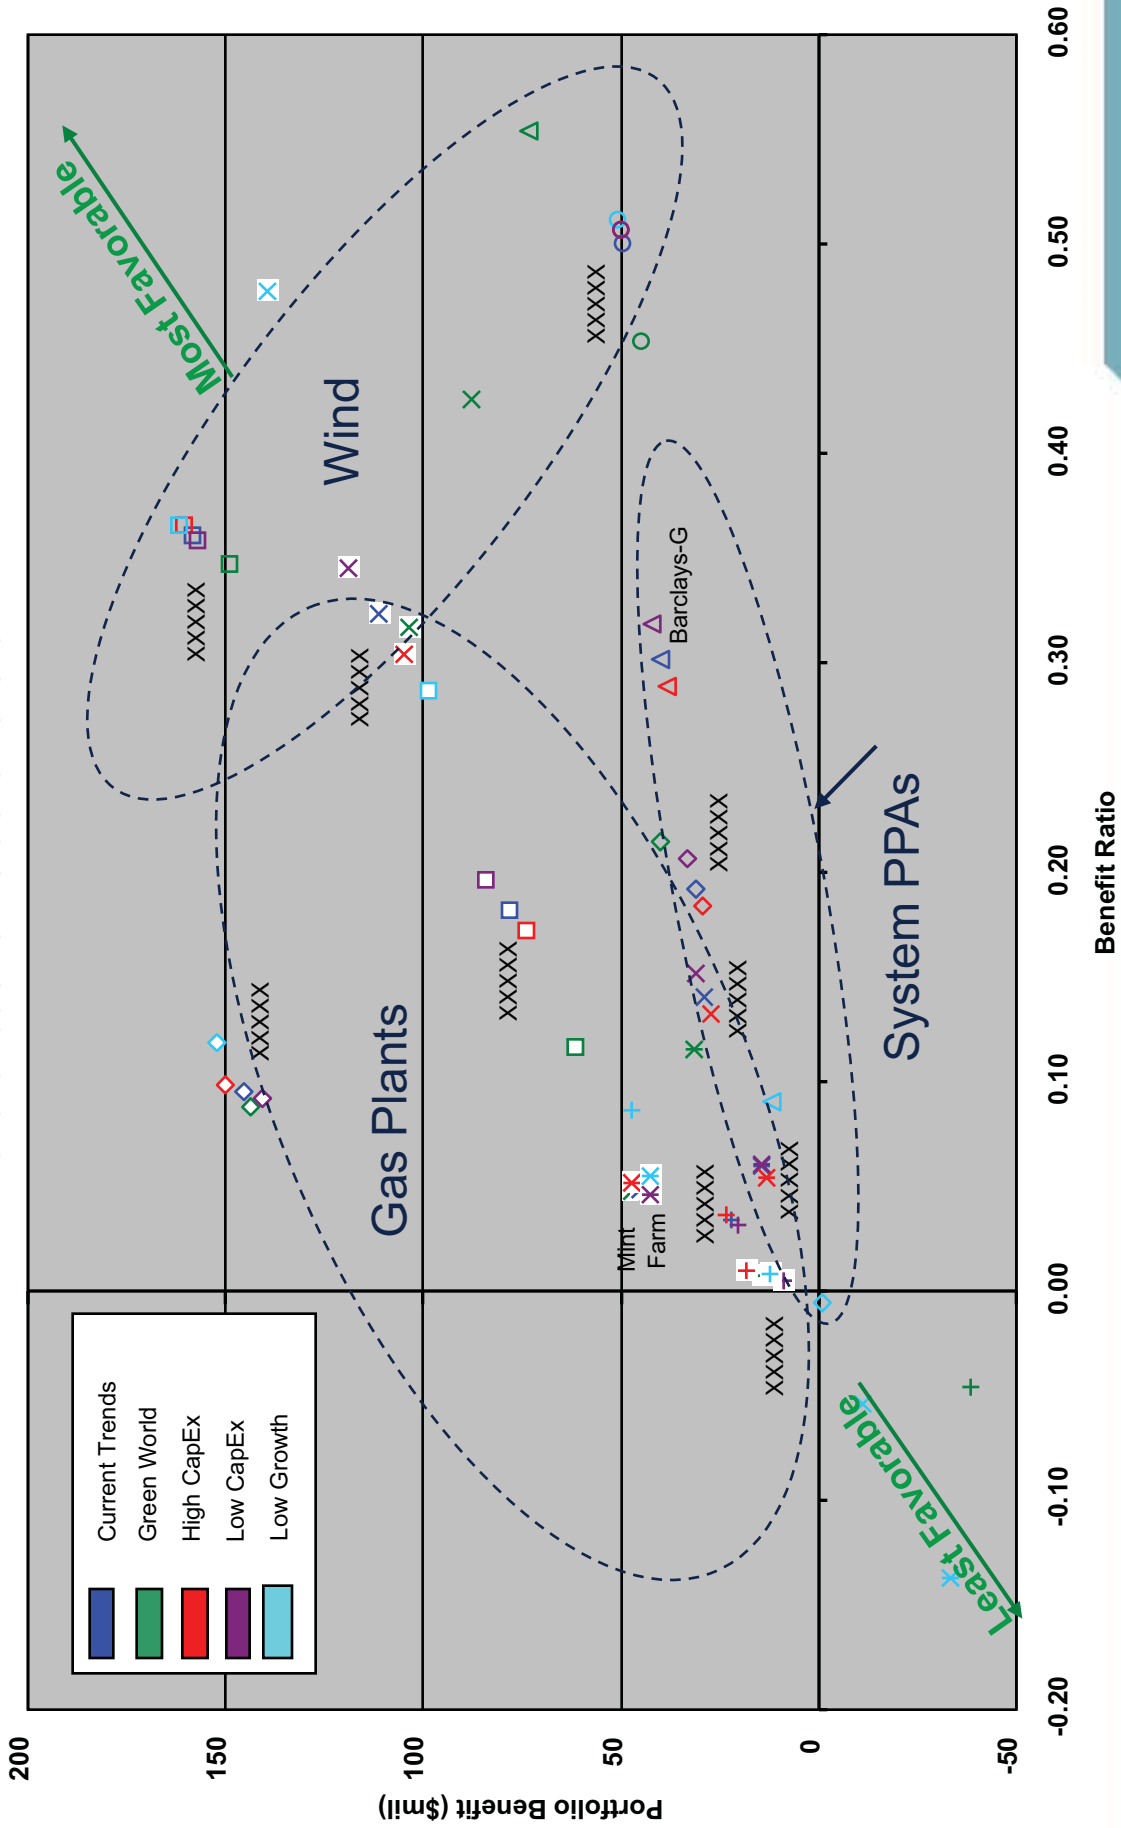 Most Favorable
Wind
XXXXX
XXXXX
XXXXX
XXXXX
Barclays-G
Gas Plants
XXXXX
XXXXX
XXXXX
System PPAs
Mint
Farm
XXXXX
XXXXX
XXXXX
Least Favorable
Current Trends
Green World
High CapEx
Low CapEx
Low Growth
200
150
100
50
0
-50
Portfolio Benefit ($mil)
-0.20
-0.10
0.00
0.10
0.20
0.30
0.40
0.50
0.60
Benefit Ratio